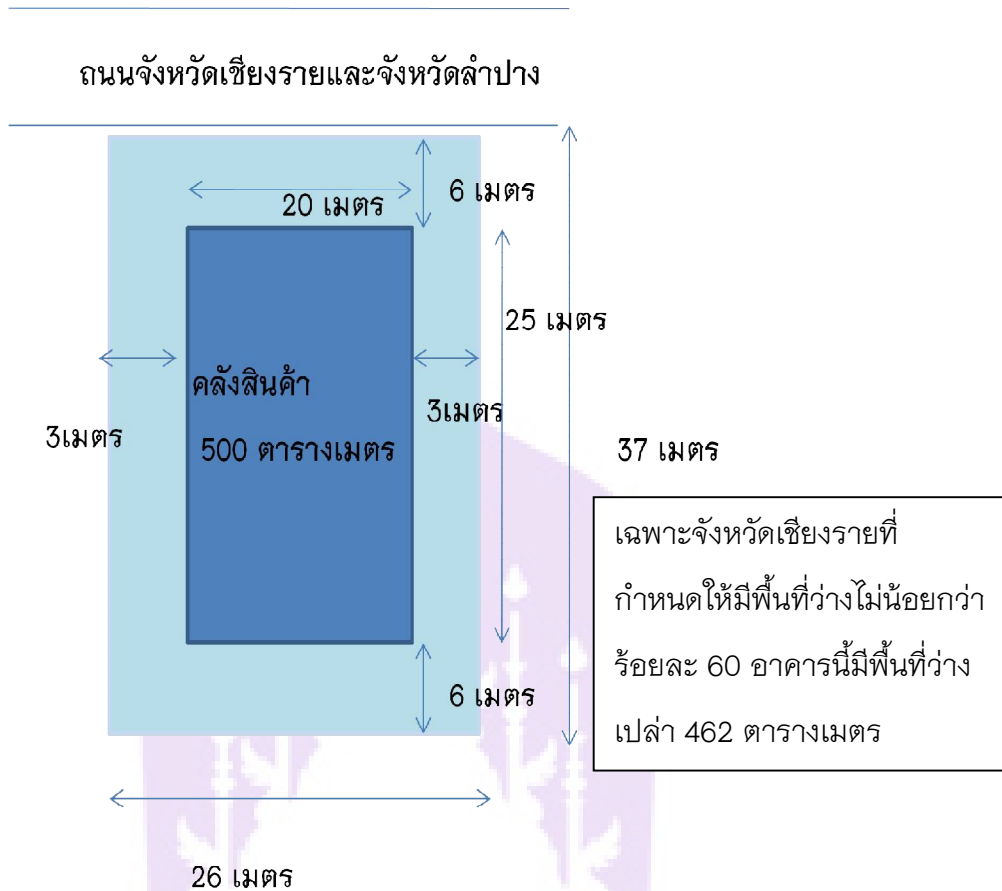 ถนนจังหวัดเชียงรายและจังหวัดลำปาง
6 เมตร
20 เมตร
25 เมตร
คลังสินค้า
3เมตร
3เมตร
500 ตารางเมตร
37 เมตร
เฉพาะจังหวัดเชียงรายที่
กำหนดให้มีพื้นที่ว่างไม่น้อยกว่า
ร้อยละ 60 อาคารนี้มีพื้นที่ว่าง
เปล่า 462 ตารางเมตร
6 เมตร
26 เมตร